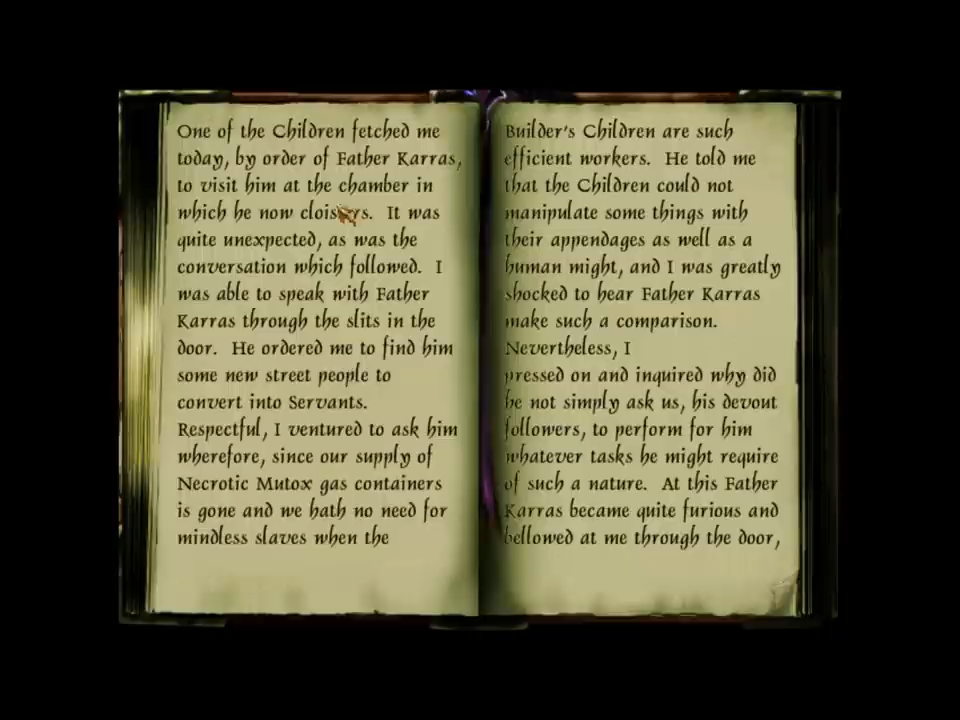 One of the Children fetched me
today, by order of Father Karras,
to visit him at the chamber in
which he now cloisters. It was
quite unexpected, as was the
conversation which followed. I
was able to speak with Father
Karras through the slits in the
door. He ordered me to find him
some new street people to
convert into Servants.
Respectful, I ventured to ask him
wherefore, since our supply of
Necrotic Mutox gas containers
is gone and we hath no need for
mindless slaves when the
Builder's Children are such
efficient workers. He told me
that the Children could not
manipulate some things with
their appendages as well as a
human might, and I was greatly
shocked to hear Father Karras
make such a comparison.
Nevertheless, I
pressed on and inquired why did
he not simply ask us, his devout
followers, to perform for him
whatever tasks he might require
of such a nature. At this Father
Karras became quite furious and
bellowed at me through the door,